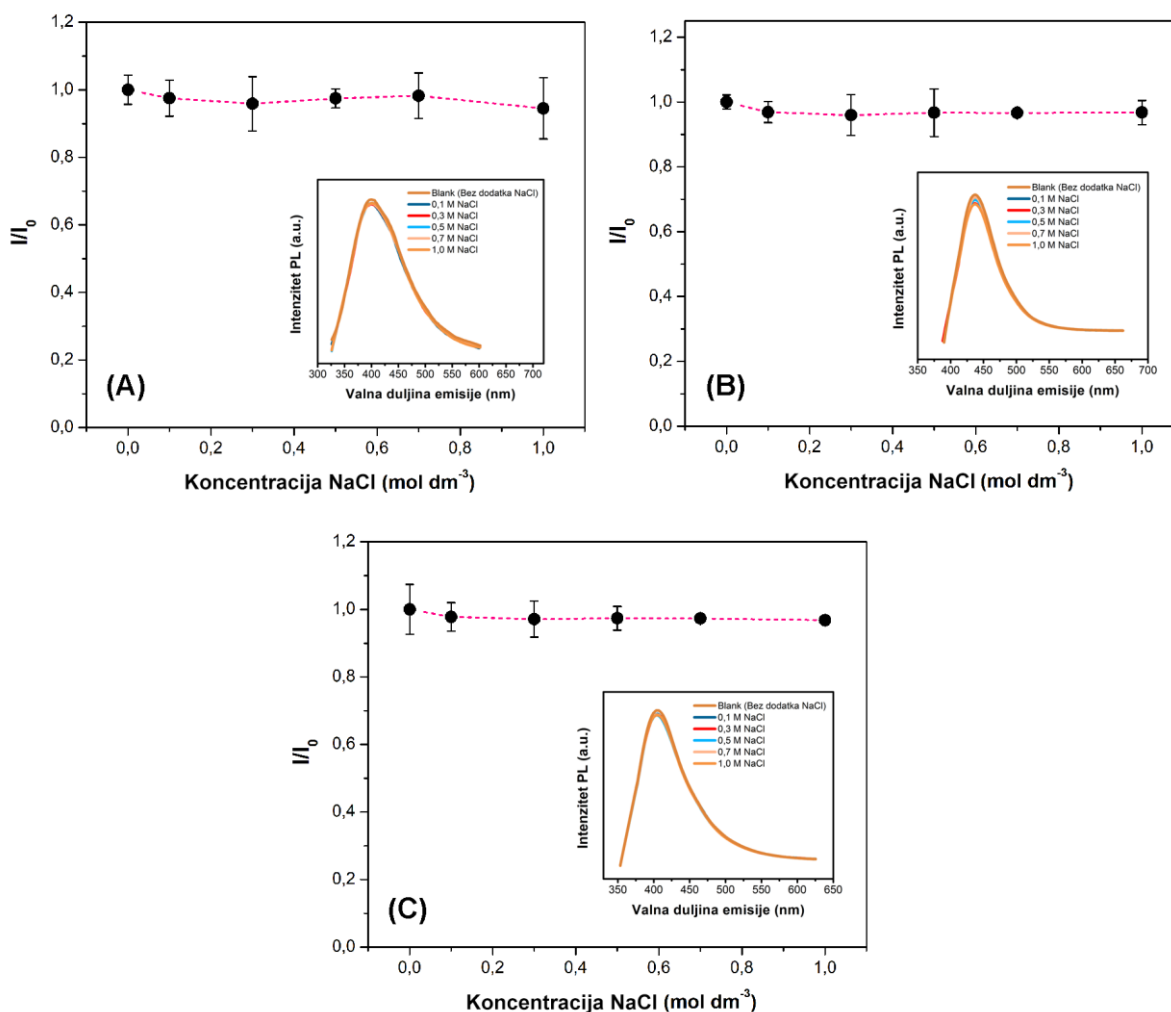 1,2
1,0
0,8
0,6
0,4
0,2
0,0
I/I0
0,0 0,2 0,4 0,6 0,8 1,0
Koncentracija NaCl (mol dm-3)
(A)
Intenzitet PL (a.u.)
Blank (Bez dodatka NaCl)
0,1 M NaCl
0,3 M NaCl
0,5 M NaCl
0,7 M NaCl
1,0 M NaCl
300 350 400 450 500 550 600 650 700
Valna duljina emisije (nm)
1,2
1,0
0,8
0,6
0,4
0,2
0,0
I/I0
0,0 0,2 0,4 0,6 0,8 1,0
Koncentracija NaCl (mol dm-3)
(B)
Intenzitet PL (a.u.)
Blank (Bez dodatka NaCl)
0,1 M NaCl
0,3 M NaCl
0,5 M NaCl
0,7 M NaCl
1,0 M NaCl
350 400 450 500 550 600 650 700
Valna duljina emisije (nm)
1,2
1,0
0,8
0,6
0,4
0,2
0,0
I/I0
0,0 0,2 0,4 0,6 0,8 1,0
Koncentracija NaCl (mol dm-3)
(C)
Intenzitet PL (a.u.)
Blank (Bez dodatka NaCl)
0,1 M NaCl
0,3 M NaCl
0,5 M NaCl
0,7 M NaCl
1,0 M NaCl
350 400 450 500 550 600 650
Valna duljina emisije (nm)